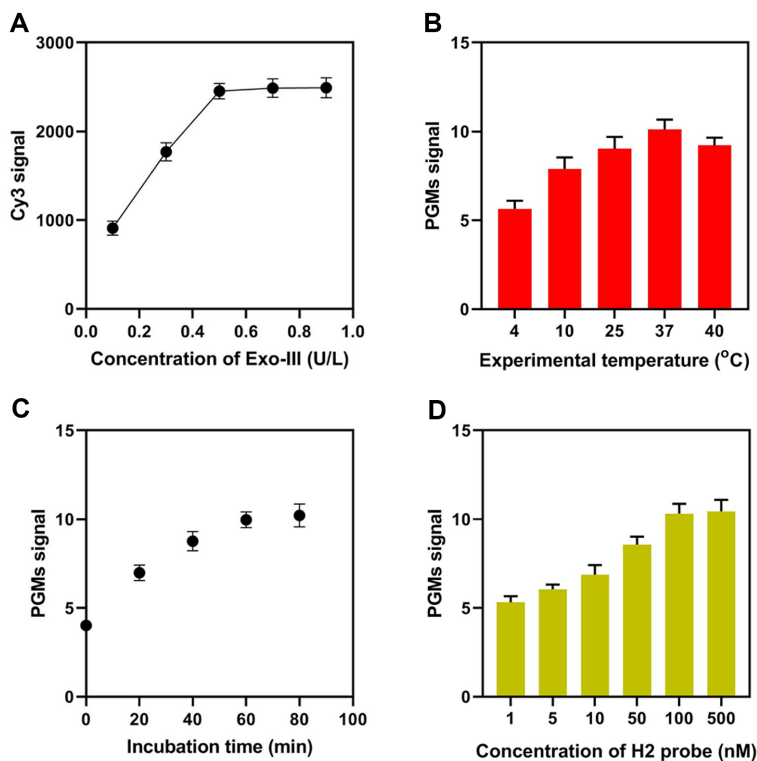 A
3000
2000
1000
0
Cy3 signal
0.0 0.2 0.4 0.6 0.8 1.0
Concentration of Exo-III (U/L)
B
15
10
5
0
PGMs signal
4 10 25 37 40
Experimental temperature (°C)
C
15
10
5
0
PGMs signal
0 20 40 60 80 100
Incubation time (min)
D
15
10
5
0
PGMs signal
1 5 10 50 100 500
Concentration of H2 probe (nM)